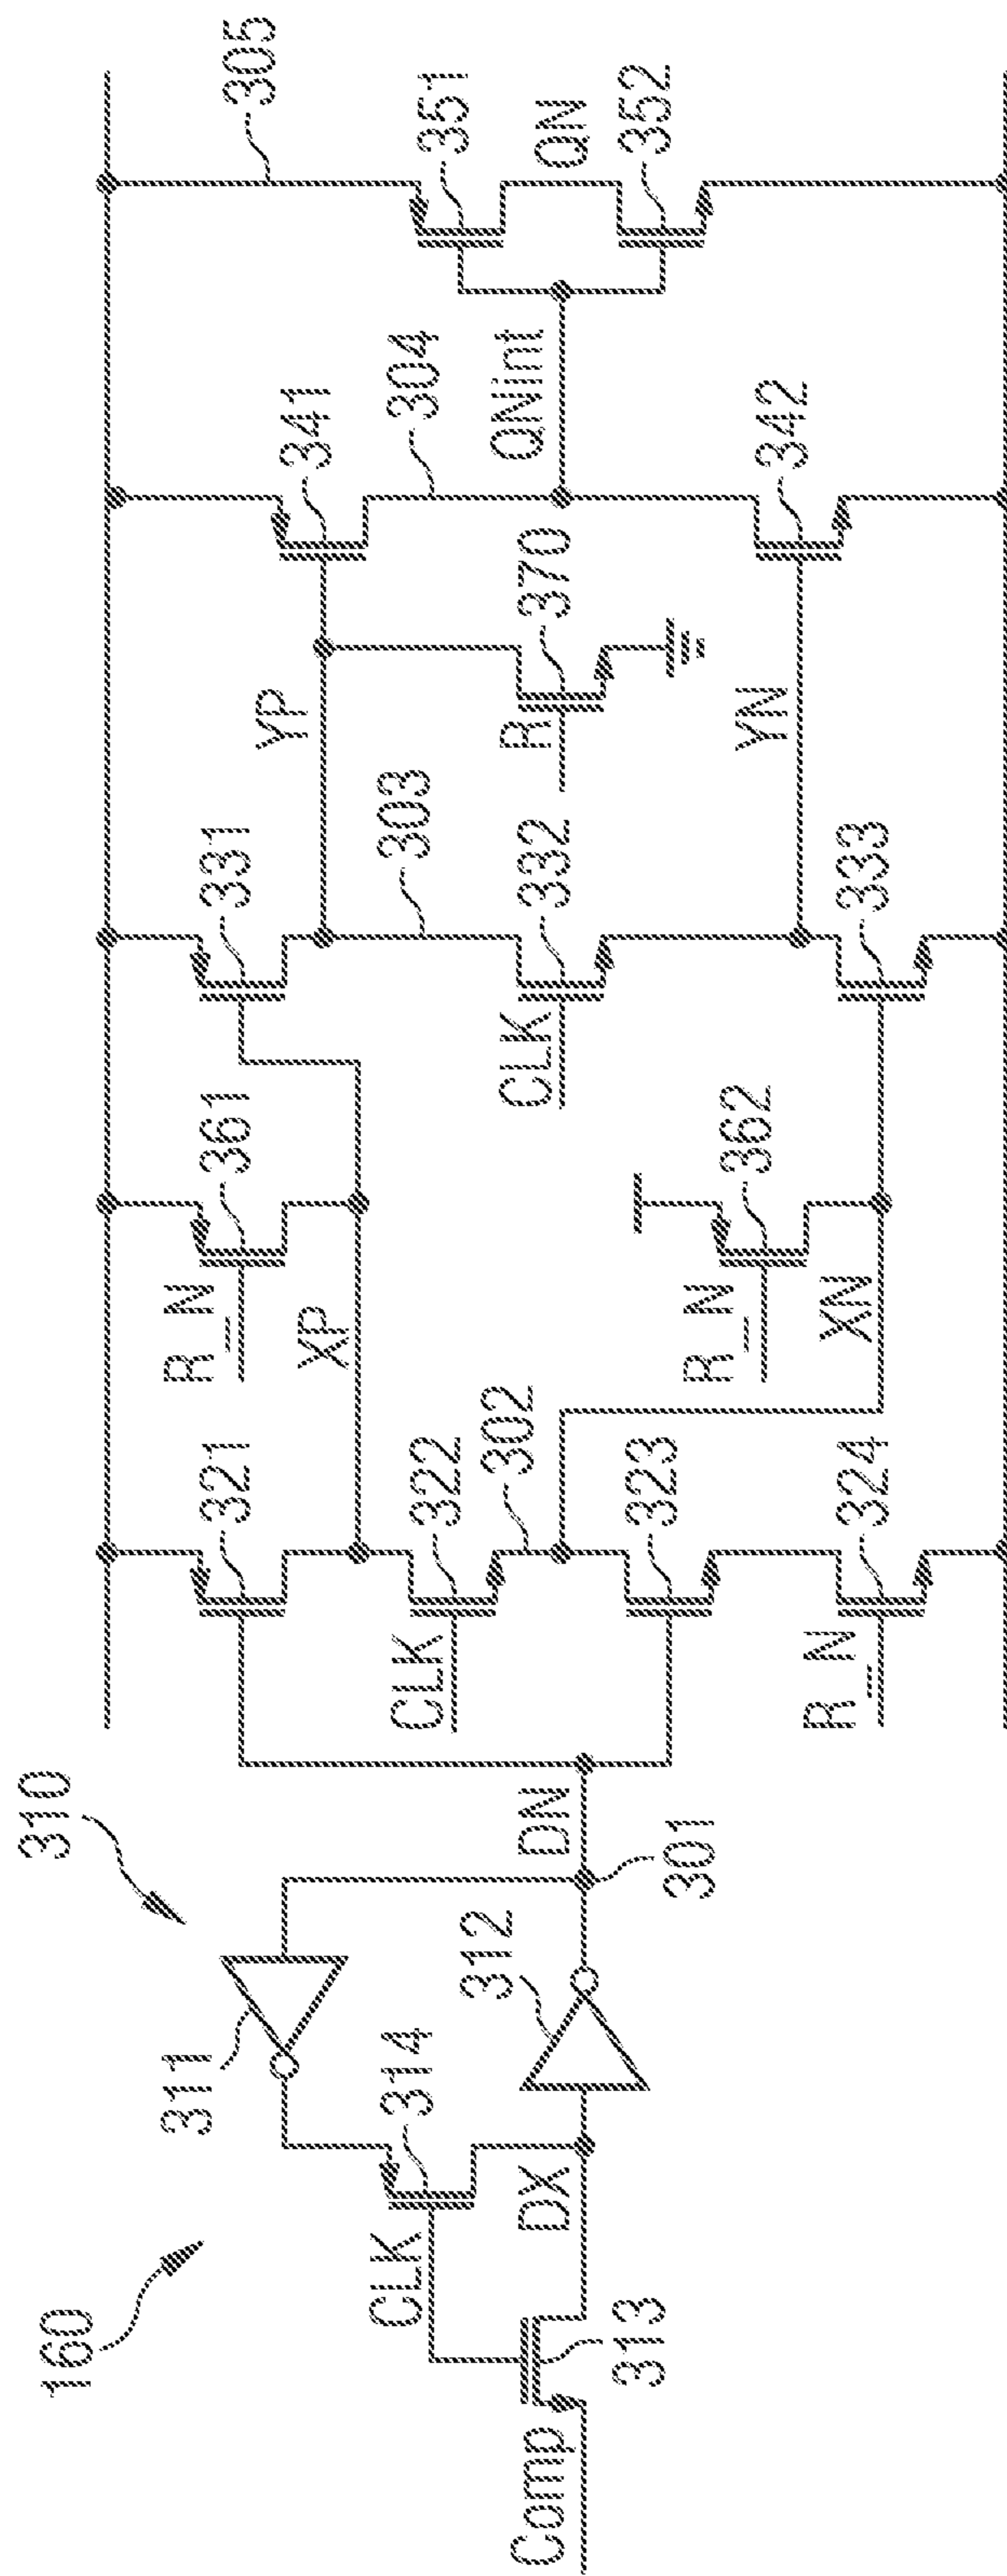 160
310
Comp
313
CLK
314
DX
311
312
301
DN
321
CLK
322
302
323
R_N
324
R_N
361
XP
R_N
362
XN
331
303
CLK
332
333
YP
R
370
YN
341
304
QNint
342
305
351
QN
352